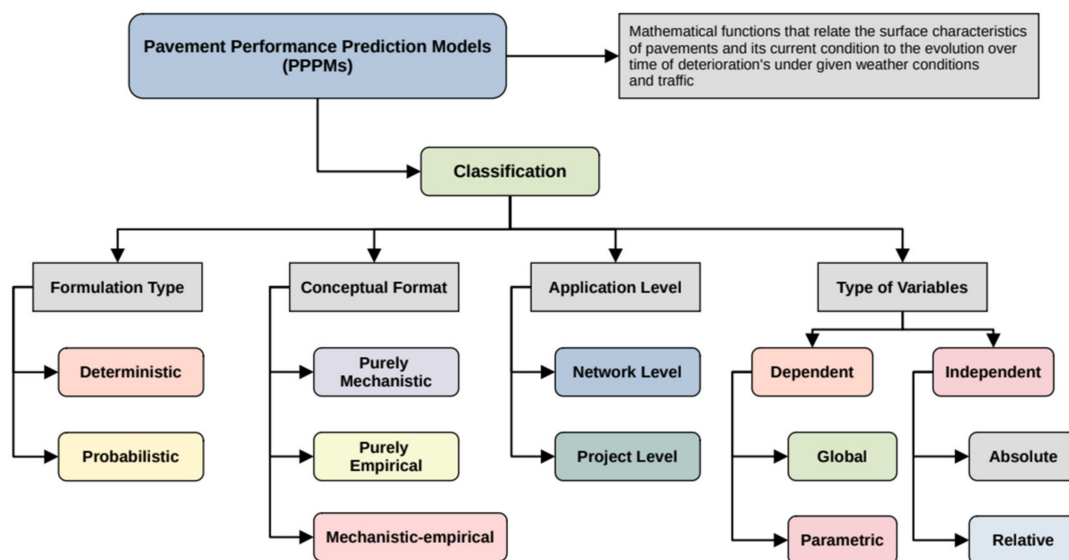 Pavement Performance Prediction Models
(PPPMs)
Mathematical functions that relate the surface characteristics
of pavements and its current condition to the evolution over
time of deterioration's under given weather conditions
and traffic
Classification
Formulation Type
Conceptual Format
Application Level
Type of Variables
Deterministic
Purely
Mechanistic
Network Level
Dependent
Independent
Probabilistic
Purely
Empirical
Project Level
Global
Absolute
Mechanistic-empirical
Parametric
Relative